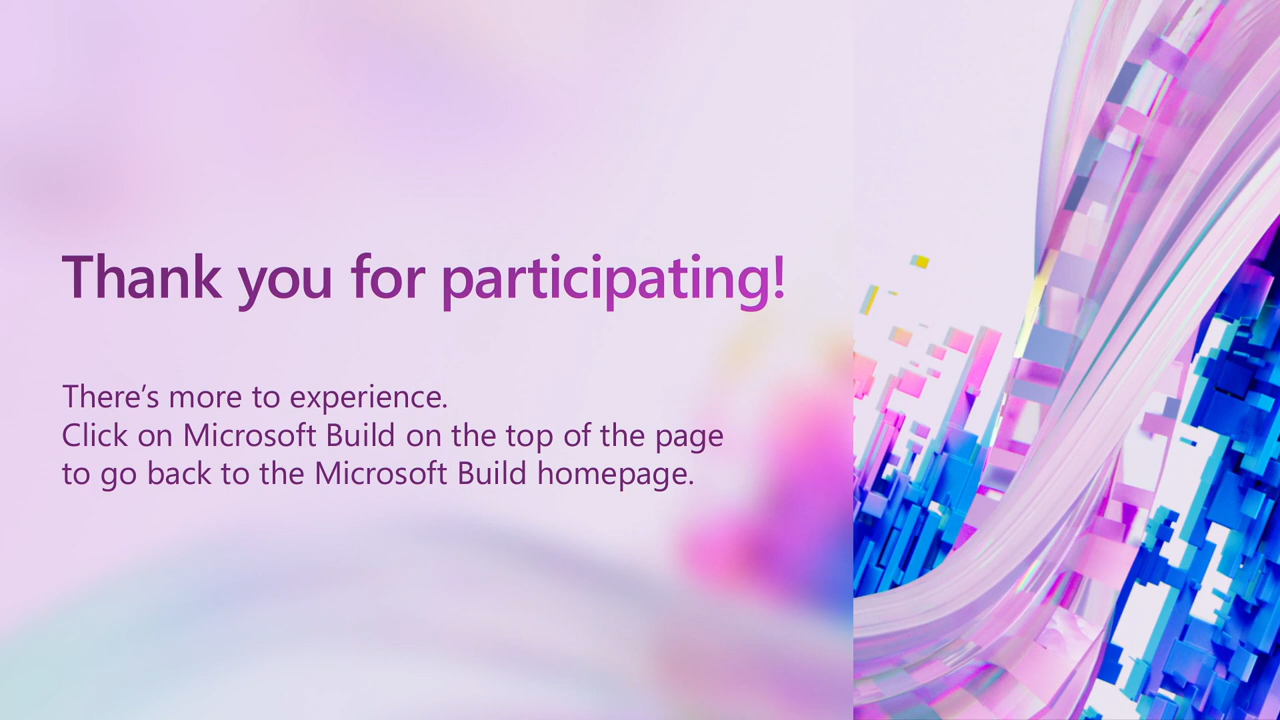 Thank you for participating!
There’s more to experience.
Click on Microsoft Build on the top of the page
to go back to the Microsoft Build homepage.